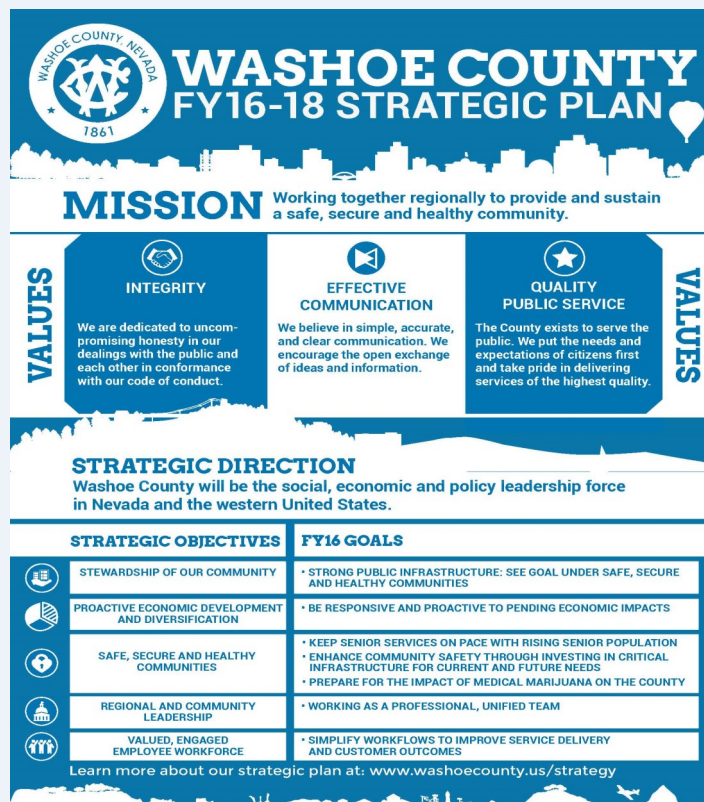 WASHOE COUNTY, NEVADA
1861
WASHOE COUNTY
FY16-18 STRATEGIC PLAN
MISSION
Working together regionally to provide and sustain
a safe, secure and healthy community.
VALUES
INTEGRITY
We are dedicated to uncom-
promising honesty in our
dealings with the public and
each other in conformance
with our code of conduct.
EFFECTIVE
COMMUNICATION
We believe in simple, accurate,
and clear communication. We
encourage the open exchange
of ideas and information.
QUALITY
PUBLIC SERVICE
The County exists to serve the
public. We put the needs and
expectations of citizens first
and take pride in delivering
services of the highest quality.
VALUES
STRATEGIC DIRECTION
Washoe County will be the social, economic and policy leadership force
in Nevada and the western United States.
STRATEGIC OBJECTIVES
FY16 GOALS
STEWARDSHIP OF OUR COMMUNITY
• STRONG PUBLIC INFRASTRUCTURE: SEE GOAL UNDER SAFE, SECURE
AND HEALTHY COMMUNITIES
PROACTIVE ECONOMIC DEVELOPMENT
AND DIVERSIFICATION
• BE RESPONSIVE AND PROACTIVE TO PENDING ECONOMIC IMPACTS
SAFE, SECURE AND HEALTHY
COMMUNITIES
• KEEP SENIOR SERVICES ON PACE WITH RISING SENIOR POPULATION
• ENHANCE COMMUNITY SAFETY THROUGH INVESTING IN CRITICAL
INFRASTRUCTURE FOR CURRENT AND FUTURE NEEDS
• PREPARE FOR THE IMPACT OF MEDICAL MARIJUANA ON THE COUNTY
REGIONAL AND COMMUNITY
LEADERSHIP
• WORKING AS A PROFESSIONAL, UNIFIED TEAM
VALUED, ENGAGED
EMPLOYEE WORKFORCE
• SIMPLIFY WORKFLOWS TO IMPROVE SERVICE DELIVERY
AND CUSTOMER OUTCOMES
Learn more about our strategic plan at: www.washoecounty.us/strategy